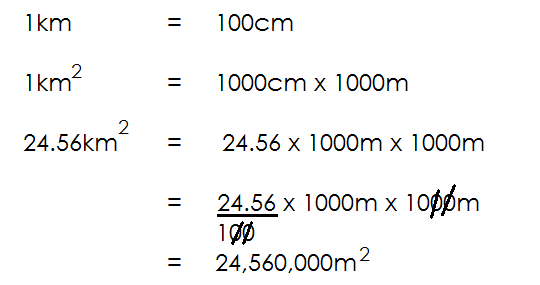 1km = 100cm
1km² = 1000cm x 1000m
24.56km² = 24.56 x 1000m x 1000m
= 24.56 x 1000m x 1000m
100
= 24,560,000m²